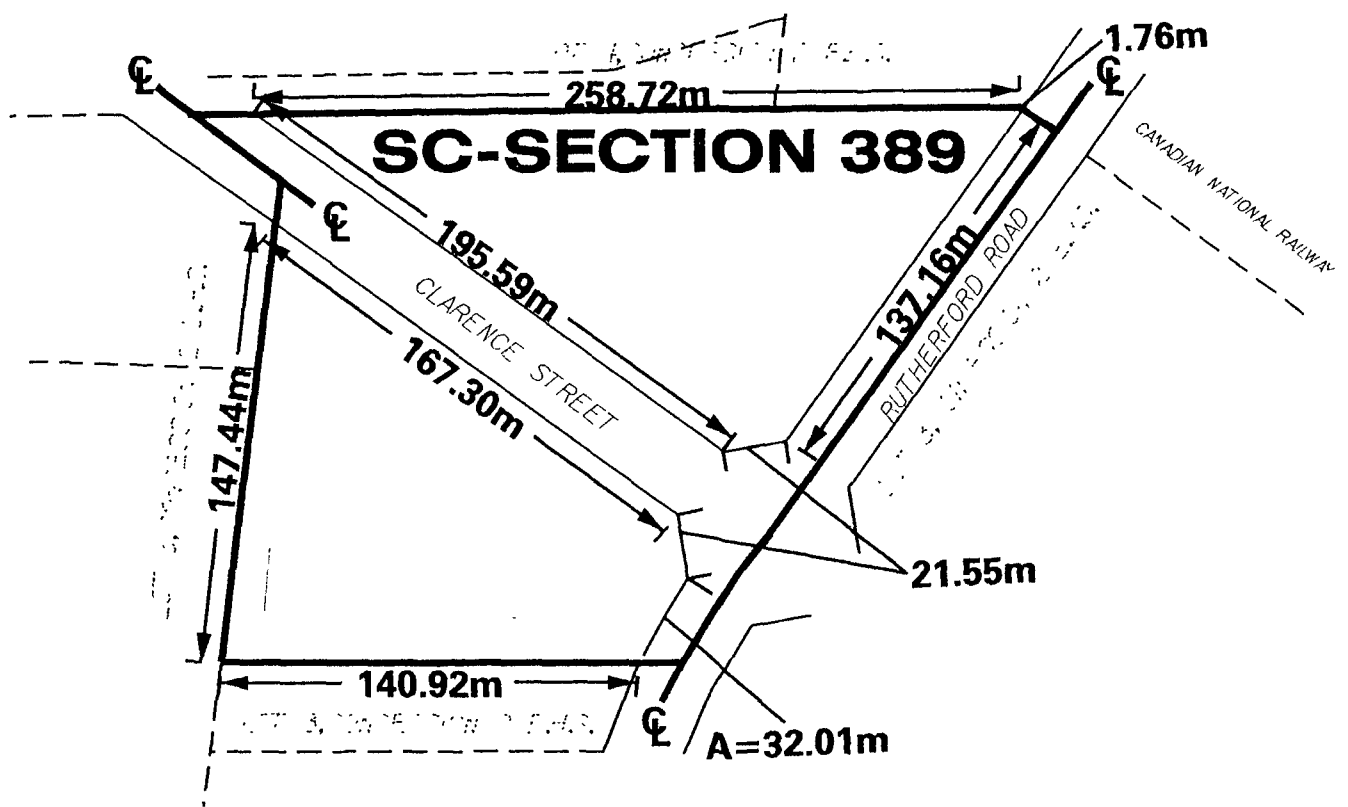 1.76m
℄
℄
258.72m
SC-SECTION 389
CANADIAN NATIONAL RAILWAY
℄
195.59m
137.16m
RUTHERFORD ROAD
CLARENCE STREET
167.30m
147.44m
21.55m
140.92m
℄
A=32.01m